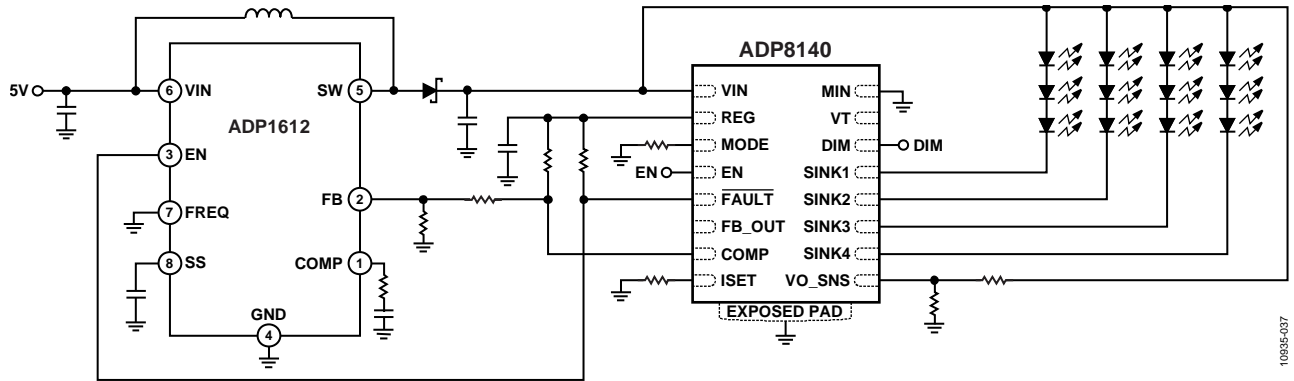 ADP8140
5V
6
VIN
SW
5
ADP1612
3
EN
FB
2
7
FREQ
8
SS
COMP
1
GND
4
VIN
REG
MODE
EN
EN
FAULT
FB_OUT
COMP
ISET
MIN
VT
DIM
DIM
SINK1
SINK2
SINK3
SINK4
VO_SNS
EXPOSED PAD
10935-037